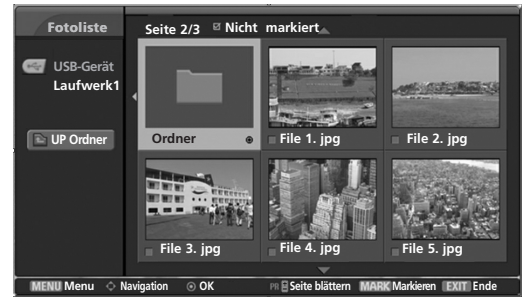 Fotoliste
Seite 2/3 Nicht markiert
USB-Gerät
Laufwerk1
UP Ordner
Ordner
File 1. jpg
File 2. jpg
File 3. jpg
File 4. jpg
File 5. jpg
MENU Menu Navigation OK PR Seite blättern MARK Markieren EXIT Ende